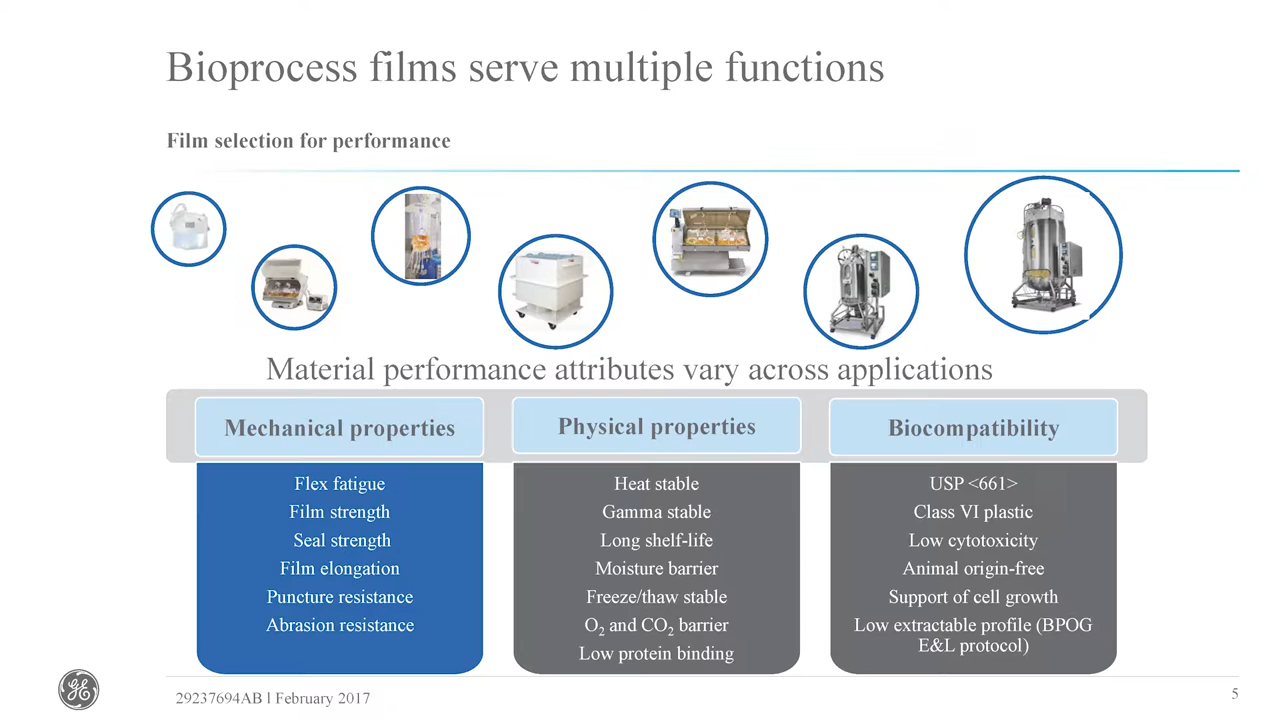 Bioprocess films serve multiple functions
Film selection for performance
Material performance attributes vary across applications
Mechanical properties
Flex fatigue
Film strength
Seal strength
Film elongation
Puncture resistance
Abrasion resistance
Physical properties
Heat stable
Gamma stable
Long shelf-life
Moisture barrier
Freeze/thaw stable
O₂ and CO₂ barrier
Low protein binding
Biocompatibility
USP <661>
Class VI plastic
Low cytotoxicity
Animal origin-free
Support of cell growth
Low extractable profile (BPOG
E&L protocol)
GE
29237694AB l February 2017
5